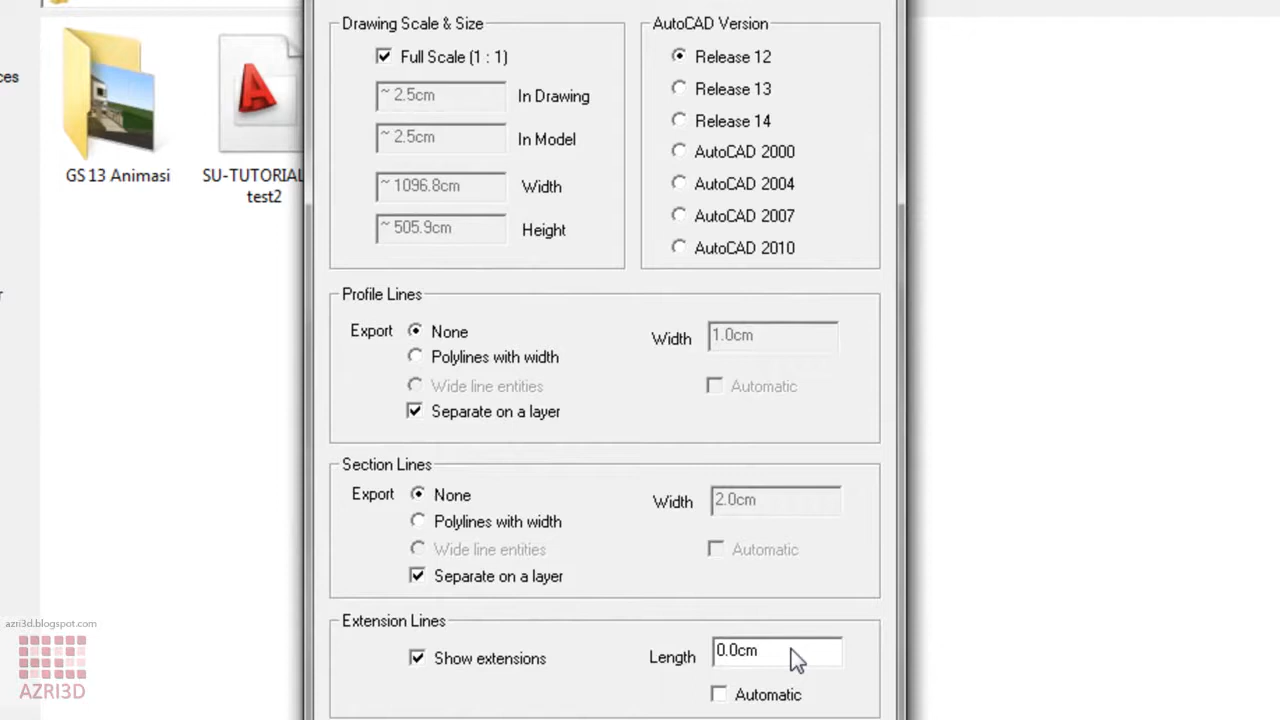 ces
r
GS 13 Animasi
SU-TUTORIAL
test2
Drawing Scale & Size
Full Scale (1 : 1)
~ 2.5cm In Drawing
~ 2.5cm In Model
~ 1096.8cm Width
~ 505.9cm Height
AutoCAD Version
Release 12
Release 13
Release 14
AutoCAD 2000
AutoCAD 2004
AutoCAD 2007
AutoCAD 2010
Profile Lines
Export None
Polylines with width
Wide line entities
Separate on a layer
Width 1.0cm
Automatic
Section Lines
Export None
Polylines with width
Wide line entities
Separate on a layer
Width 2.0cm
Automatic
Extension Lines
Show extensions
Length 0.0cm
Automatic
azri3d.blogspot.com
AZRI3D